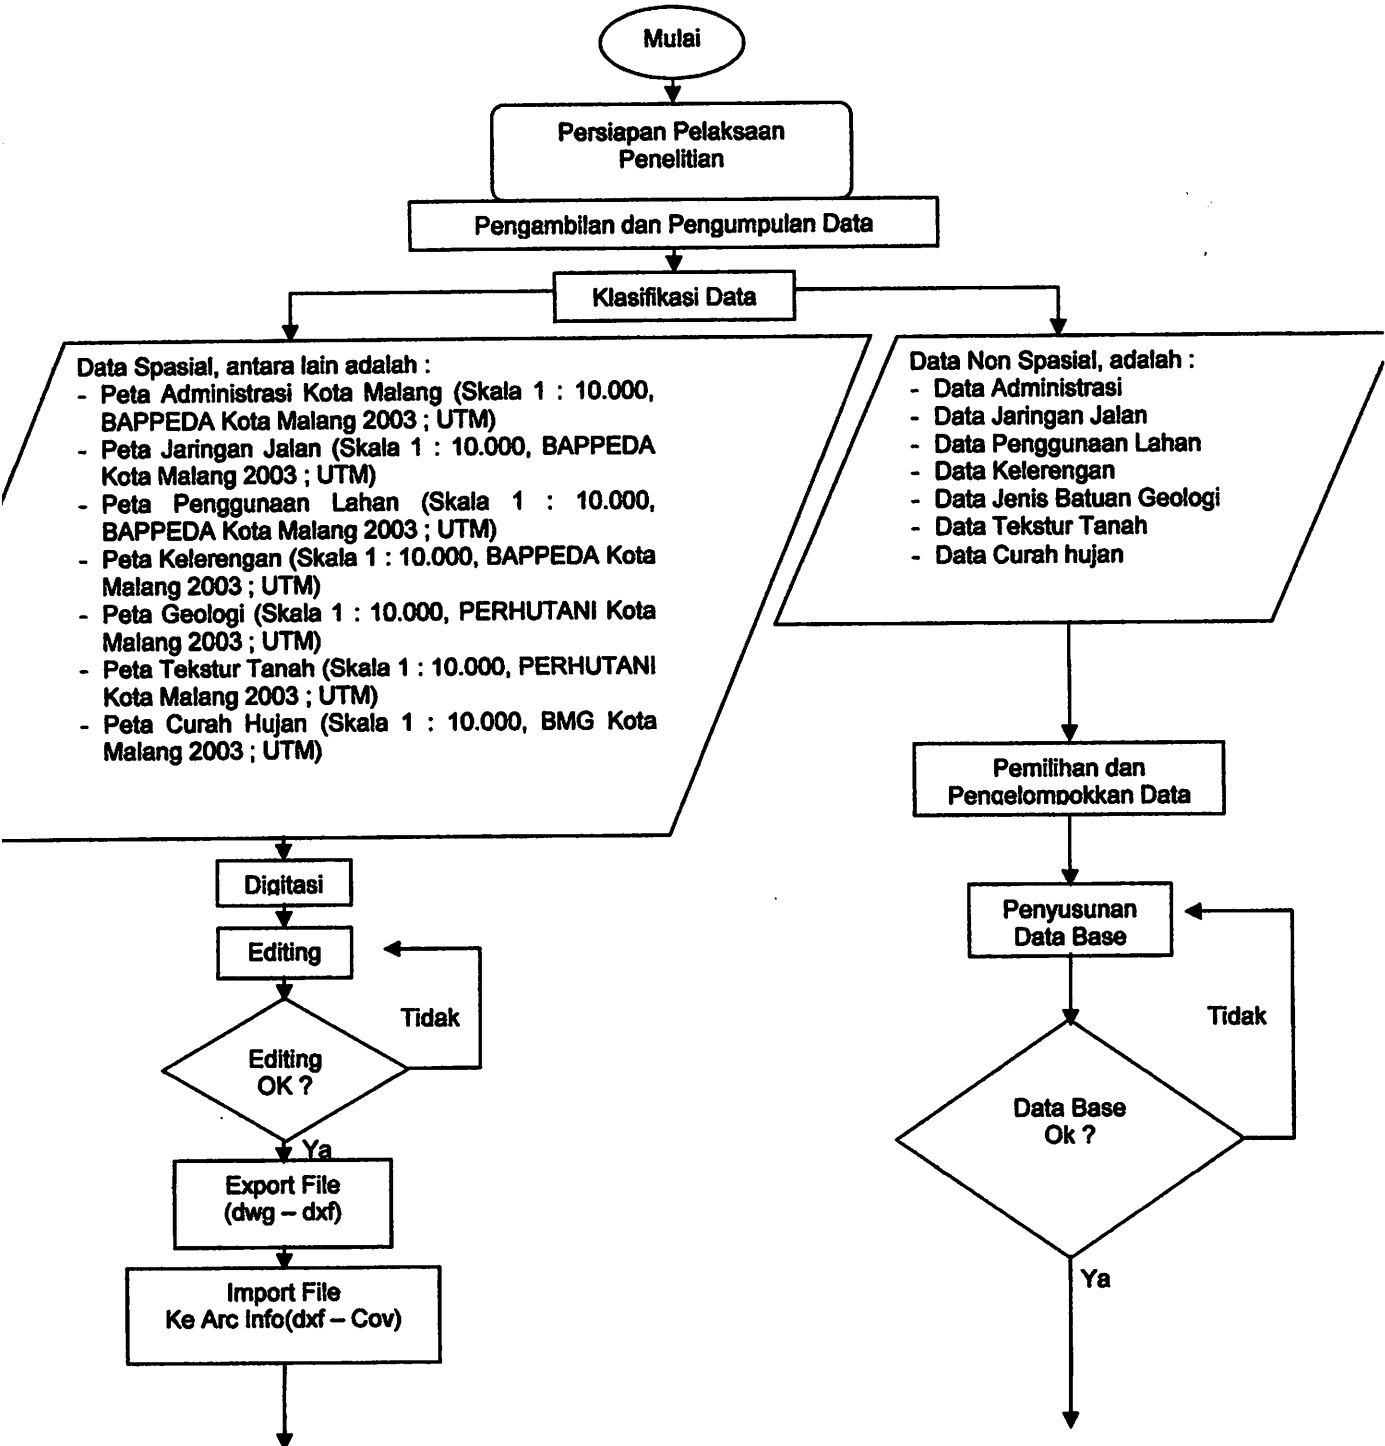 Mulai
Persiapan Pelaksaan
Penelitian
Pengambilan dan Pengumpulan Data
Klasifikasi Data
Data Spasial, antara lain adalah :
- Peta Administrasi Kota Malang (Skala 1 : 10.000,
BAPPEDA Kota Malang 2003 ; UTM)
- Peta Jaringan Jalan (Skala 1 : 10.000, BAPPEDA
Kota Malang 2003 ; UTM)
- Peta Penggunaan Lahan (Skala 1 : 10.000,
BAPPEDA Kota Malang 2003 ; UTM)
- Peta Kelerengan (Skala 1 : 10.000, BAPPEDA Kota
Malang 2003 ; UTM)
- Peta Geologi (Skala 1 : 10.000, PERHUTANI Kota
Malang 2003 ; UTM)
- Peta Tekstur Tanah (Skala 1 : 10.000, PERHUTANI
Kota Malang 2003 ; UTM)
- Peta Curah Hujan (Skala 1 : 10.000, BMG Kota
Malang 2003 ; UTM)
Data Non Spasial, adalah :
- Data Administrasi
- Data Jaringan Jalan
- Data Penggunaan Lahan
- Data Kelerengan
- Data Jenis Batuan Geologi
- Data Tekstur Tanah
- Data Curah hujan
Digitasi
Editing
Tidak
Editing
OK ?
Ya
Export File
(dwg – dxf)
Import File
Ke Arc Info(dxf – Cov)
Pemilihan dan
Pengelompokkan Data
Penyusunan
Data Base
Tidak
Data Base
Ok ?
Ya